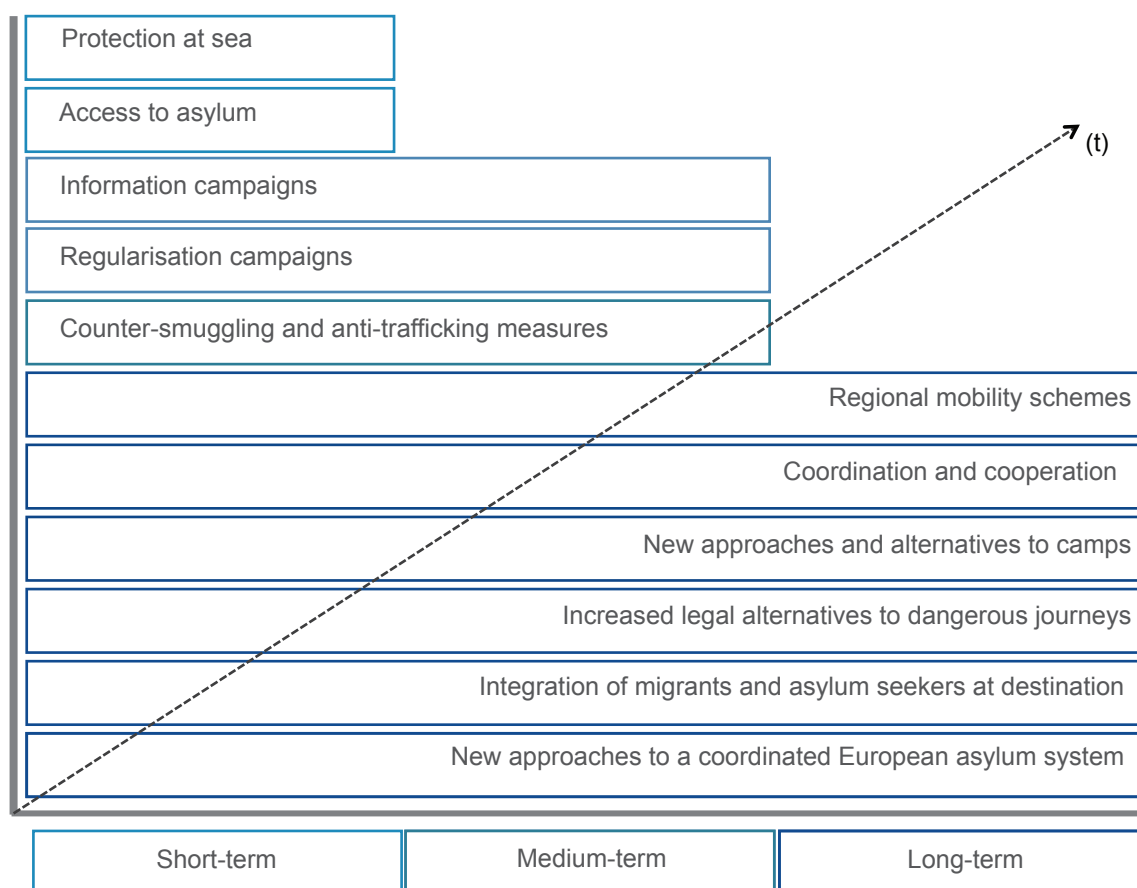 Protection at sea
Access to asylum
(t)
Information campaigns
Regularisation campaigns
Counter-smuggling and anti-trafficking measures
Regional mobility schemes
Coordination and cooperation
New approaches and alternatives to camps
Increased legal alternatives to dangerous journeys
Integration of migrants and asylum seekers at destination
New approaches to a coordinated European asylum system
Short-term
Medium-term
Long-term